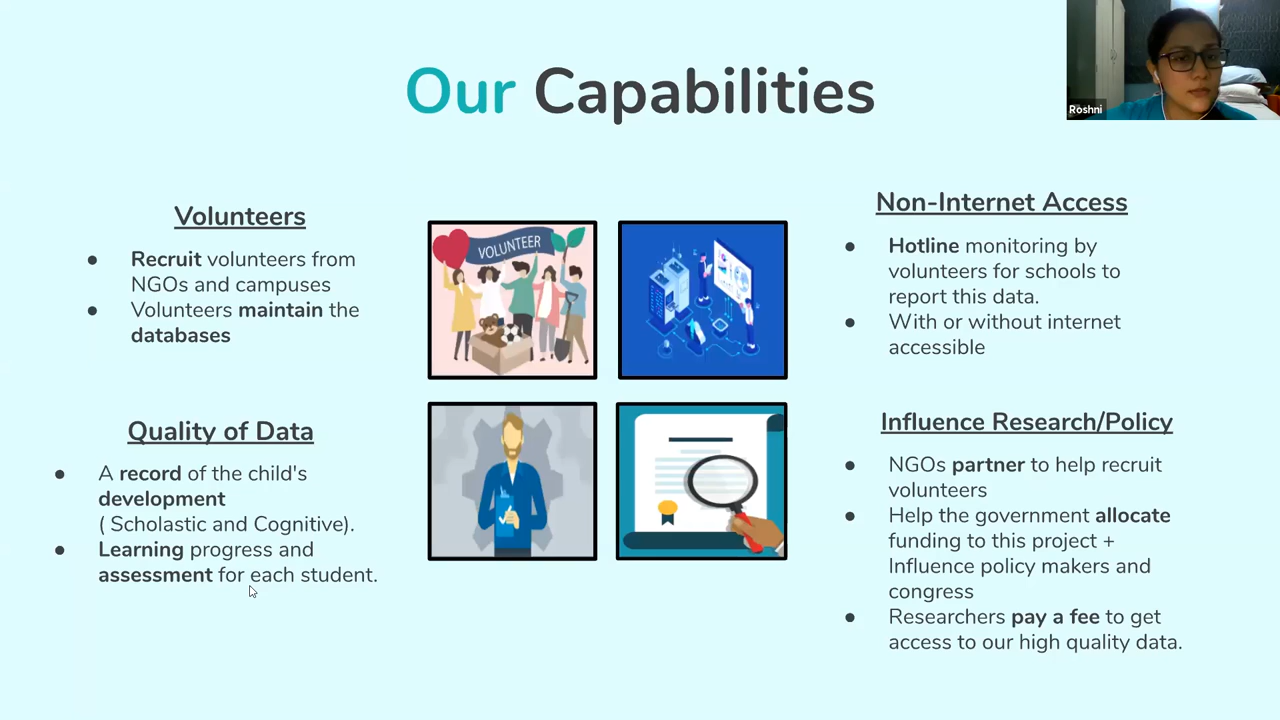 Our Capabilities
Roshni
Volunteers
● Recruit volunteers from
NGOs and campuses
● Volunteers maintain the
databases
VOLUNTEER
Non-Internet Access
● Hotline monitoring by
volunteers for schools to
report this data.
● With or without internet
accessible
Quality of Data
● A record of the child's
development
( Scholastic and Cognitive).
● Learning progress and
assessment for each student.
Influence Research/Policy
● NGOs partner to help recruit
volunteers
● Help the government allocate
funding to this project +
Influence policy makers and
congress
● Researchers pay a fee to get
access to our high quality data.